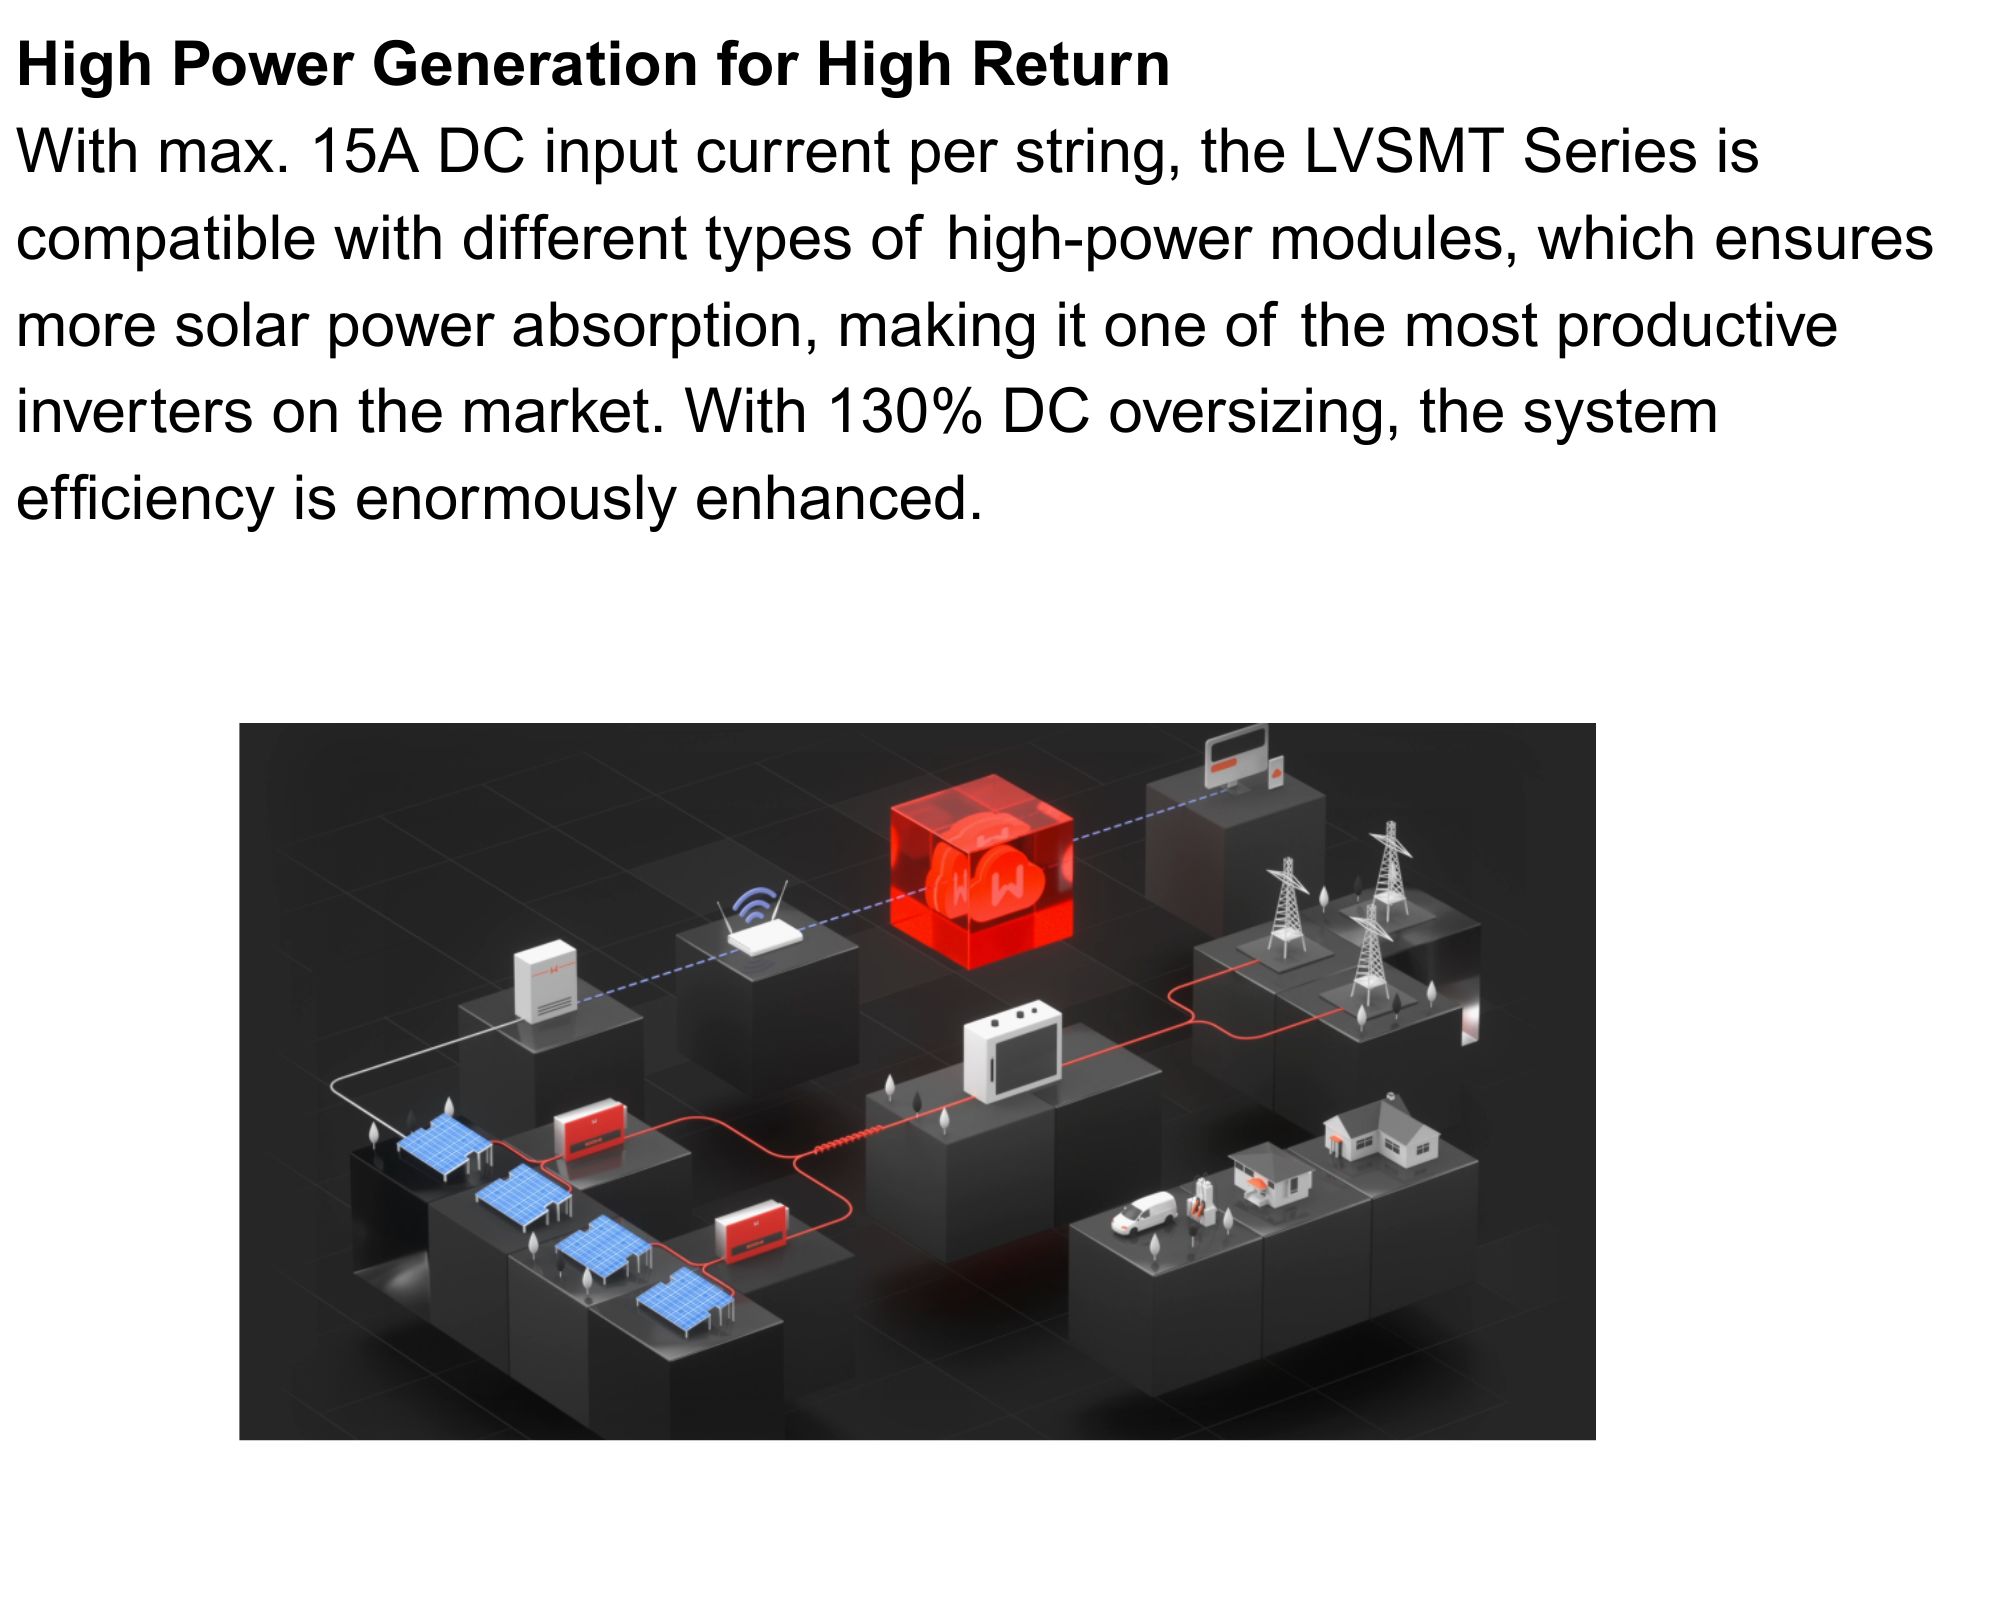 High Power Generation for High Return
With max. 15A DC input current per string, the LVSMT Series is
compatible with different types of high-power modules, which ensures
more solar power absorption, making it one of the most productive
inverters on the market. With 130% DC oversizing, the system
efficiency is enormously enhanced.